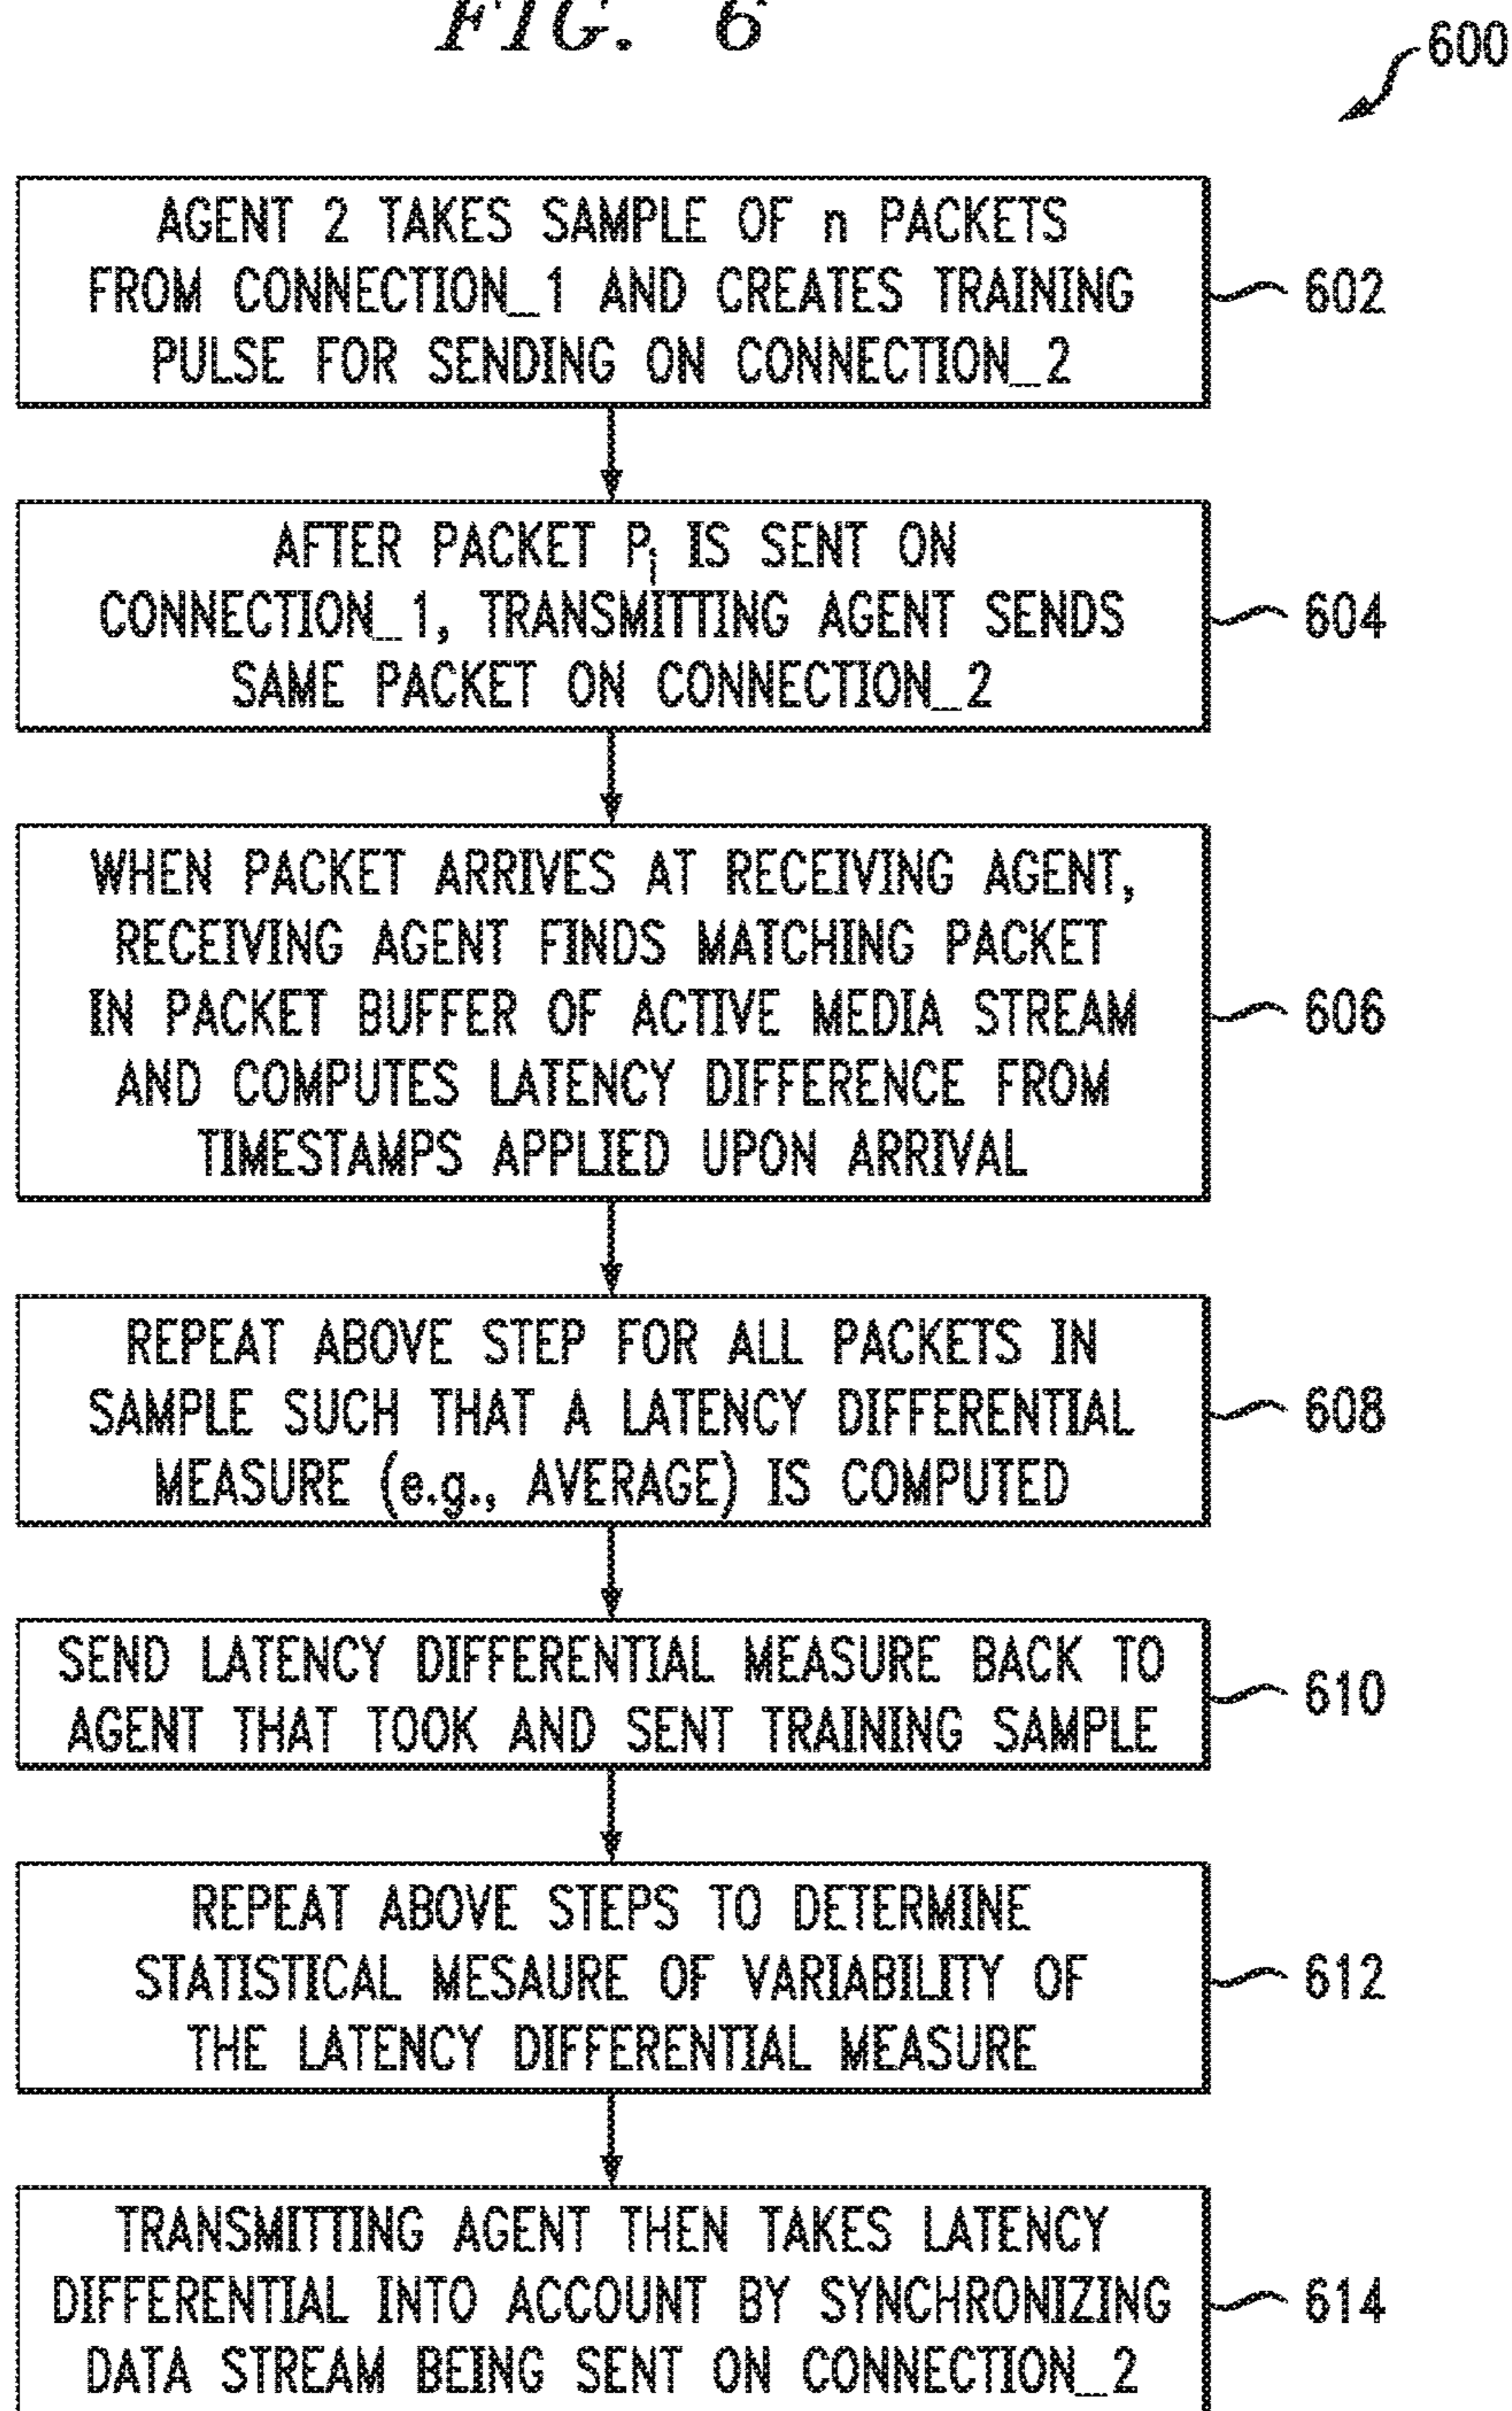 FIG. 6
600
AGENT 2 TAKES SAMPLE OF n PACKETS
FROM CONNECTION_1 AND CREATES TRAINING
PULSE FOR SENDING ON CONNECTION_2
602
AFTER PACKET Pi IS SENT ON
CONNECTION_1, TRANSMITTING AGENT SENDS
SAME PACKET ON CONNECTION_2
604
WHEN PACKET ARRIVES AT RECEIVING AGENT,
RECEIVING AGENT FINDS MATCHING PACKET
IN PACKET BUFFER OF ACTIVE MEDIA STREAM
AND COMPUTES LATENCY DIFFERENCE FROM
TIMESTAMPS APPLIED UPON ARRIVAL
606
REPEAT ABOVE STEP FOR ALL PACKETS IN
SAMPLE SUCH THAT A LATENCY DIFFERENTIAL
MEASURE (e.g., AVERAGE) IS COMPUTED
608
SEND LATENCY DIFFERENTIAL MEASURE BACK TO
AGENT THAT TOOK AND SENT TRAINING SAMPLE
610
REPEAT ABOVE STEPS TO DETERMINE
STATISTICAL MESAURE OF VARIABILITY OF
THE LATENCY DIFFERENTIAL MEASURE
612
TRANSMITTING AGENT THEN TAKES LATENCY
DIFFERENTIAL INTO ACCOUNT BY SYNCHRONIZING
DATA STREAM BEING SENT ON CONNECTION_2
614